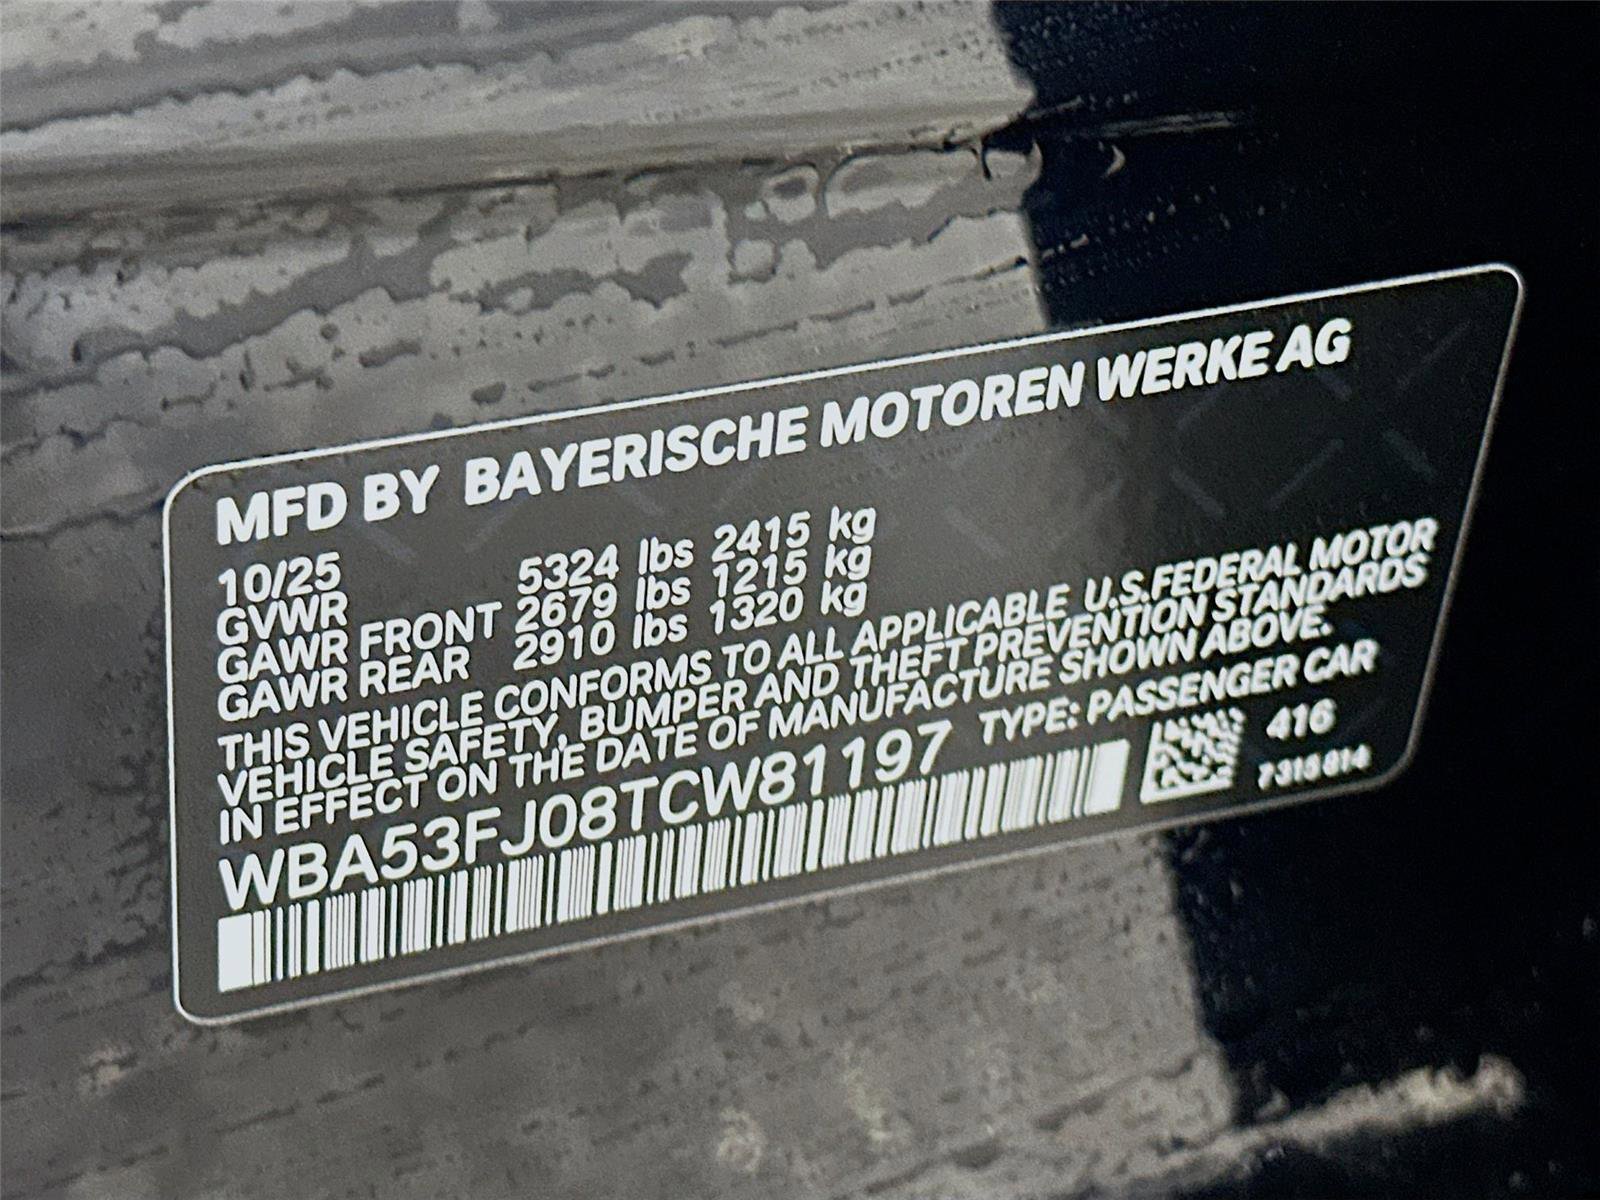 MFD BY BAYERISCHE MOTOREN WERKE AG
10/25
GVWR 5324 lbs 2415 kg
GAWR FRONT 2679 lbs 1215 kg
GAWR REAR 2910 lbs 1320 kg
THIS VEHICLE CONFORMS TO ALL APPLICABLE U.S.FEDERAL MOTOR
VEHICLE SAFETY, BUMPER AND THEFT PREVENTION STANDARDS
IN EFFECT ON THE DATE OF MANUFACTURE SHOWN ABOVE.
WBA53FJ08TCW81197 TYPE: PASSENGER CAR
416
7315814